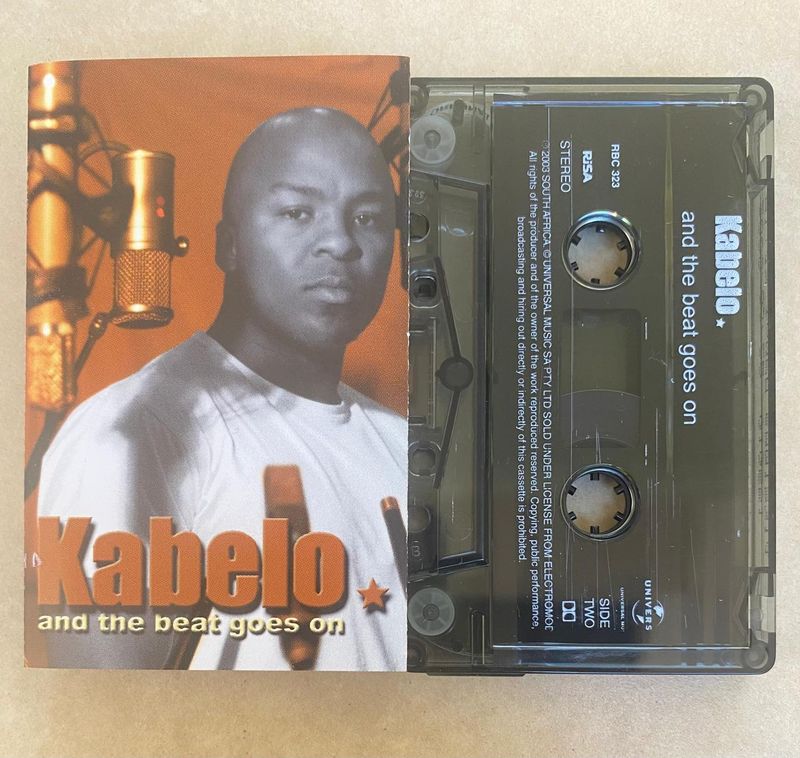 Kabelo
and the beat goes on
Kabelo
and the beat goes on
RBC 323
RiSA
STEREO
℗ 2003 SOUTH AFRICA © UNIVERSAL MUSIC SA PTY LTD SOLD UNDER LICENSE FROM ELECTROMODE
All rights of the producer and of the owner of the work reproduced reserved. Copying, public performance,
broadcasting and hiring out directly or indirectly of this cassette is prohibited.
UNIVERS
UNIVERSAL MU
SIDE
TWO